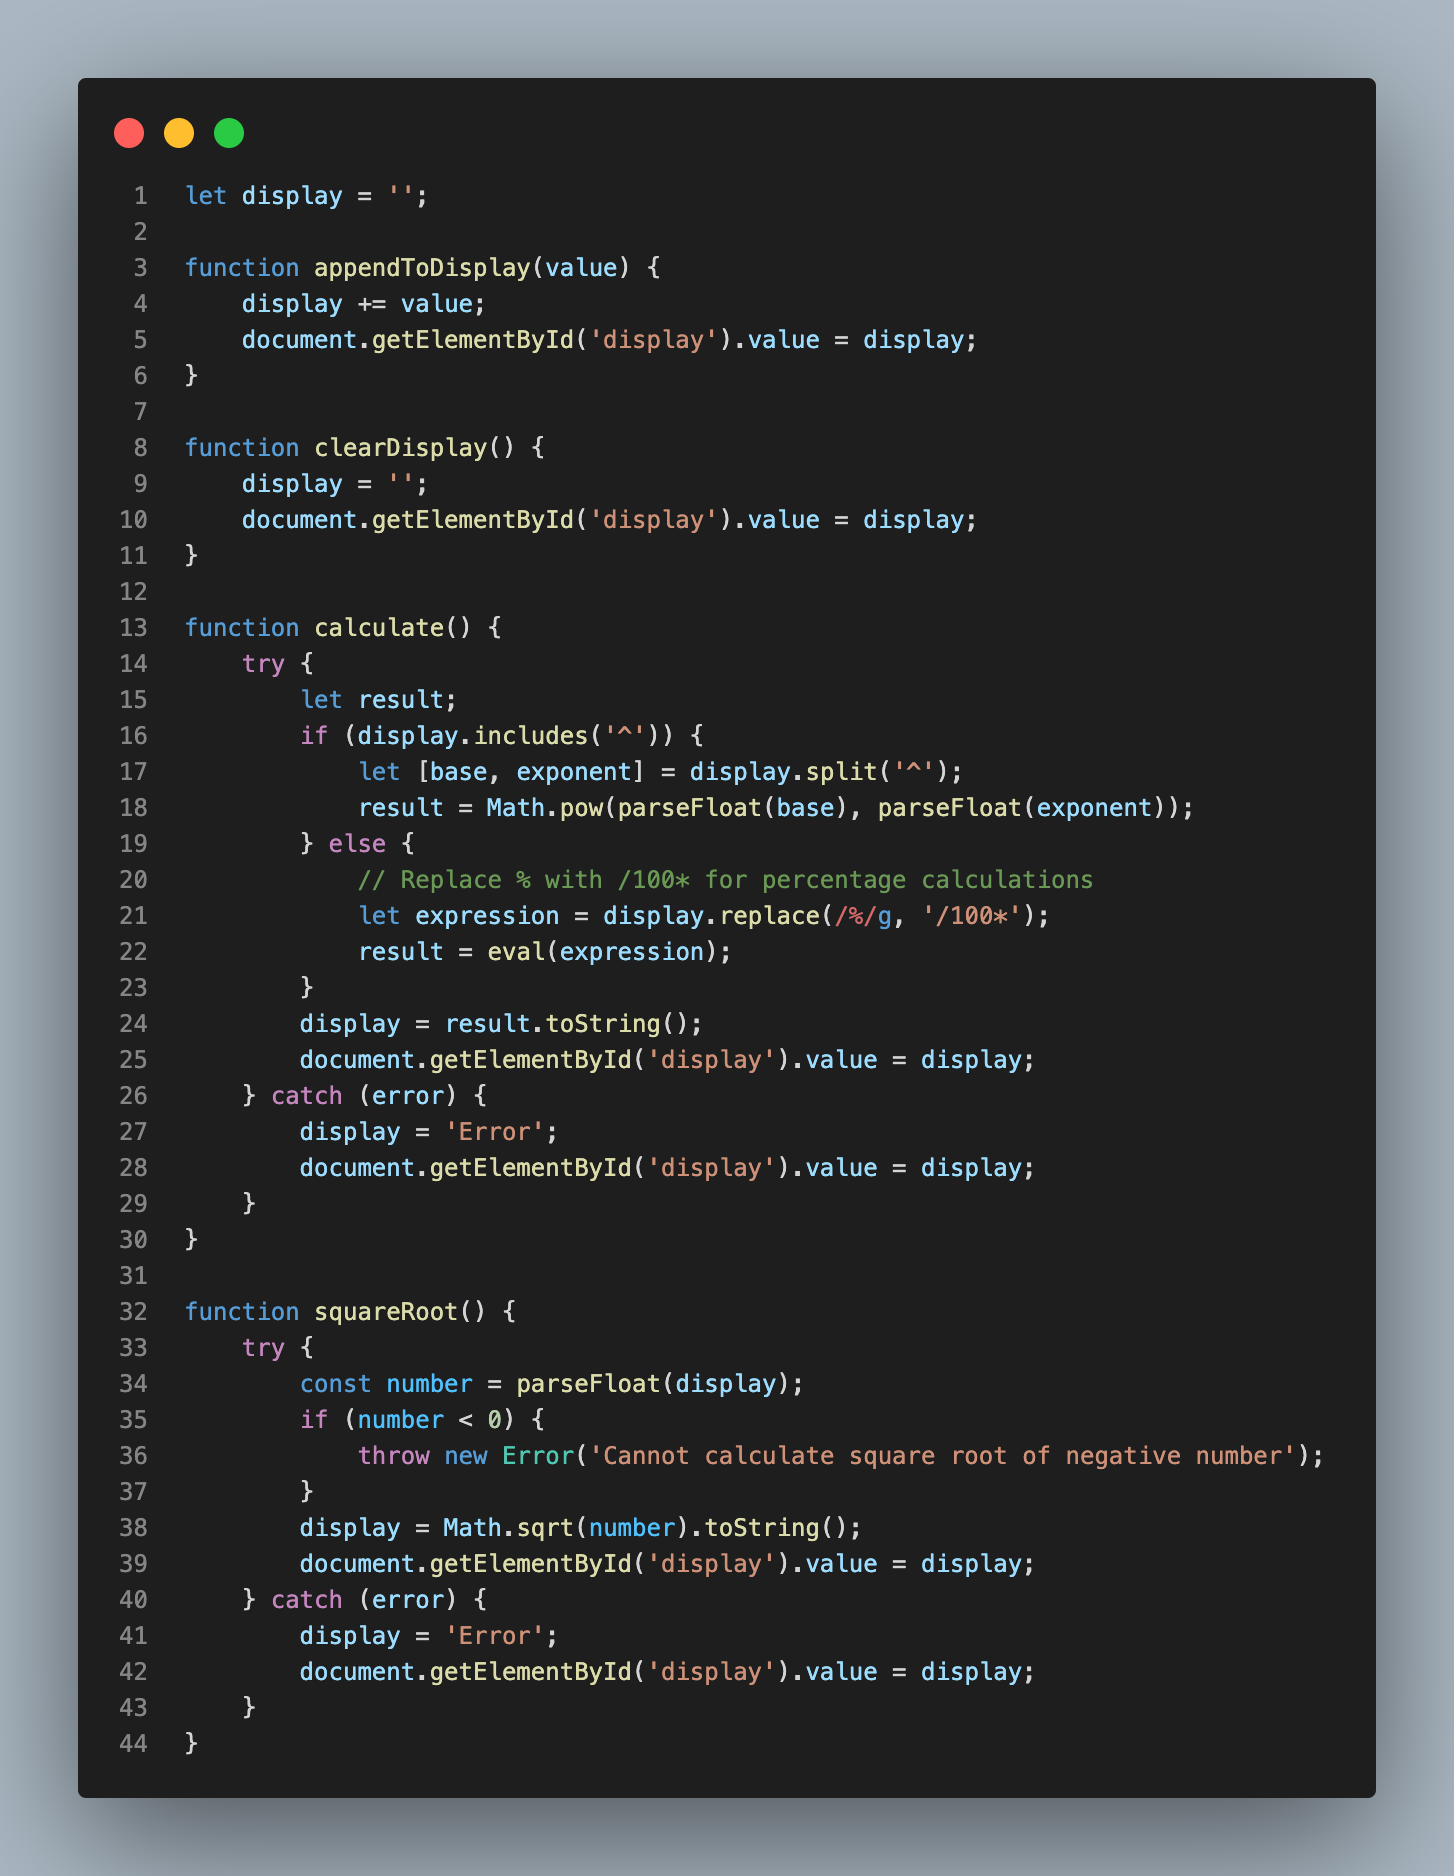 1 let display = '';
2
3 function appendToDisplay(value) {
4     display += value;
5     document.getElementById('display').value = display;
6 }
7
8 function clearDisplay() {
9     display = '';
10     document.getElementById('display').value = display;
11 }
12
13 function calculate() {
14     try {
15         let result;
16         if (display.includes('^')) {
17             let [base, exponent] = display.split('^');
18             result = Math.pow(parseFloat(base), parseFloat(exponent));
19         } else {
20             // Replace % with /100* for percentage calculations
21             let expression = display.replace(/%/g, '/100*');
22             result = eval(expression);
23         }
24         display = result.toString();
25         document.getElementById('display').value = display;
26     } catch (error) {
27         display = 'Error';
28         document.getElementById('display').value = display;
29     }
30 }
31
32 function squareRoot() {
33     try {
34         const number = parseFloat(display);
35         if (number < 0) {
36             throw new Error('Cannot calculate square root of negative number');
37         }
38         display = Math.sqrt(number).toString();
39         document.getElementById('display').value = display;
40     } catch (error) {
41         display = 'Error';
42         document.getElementById('display').value = display;
43     }
44 }